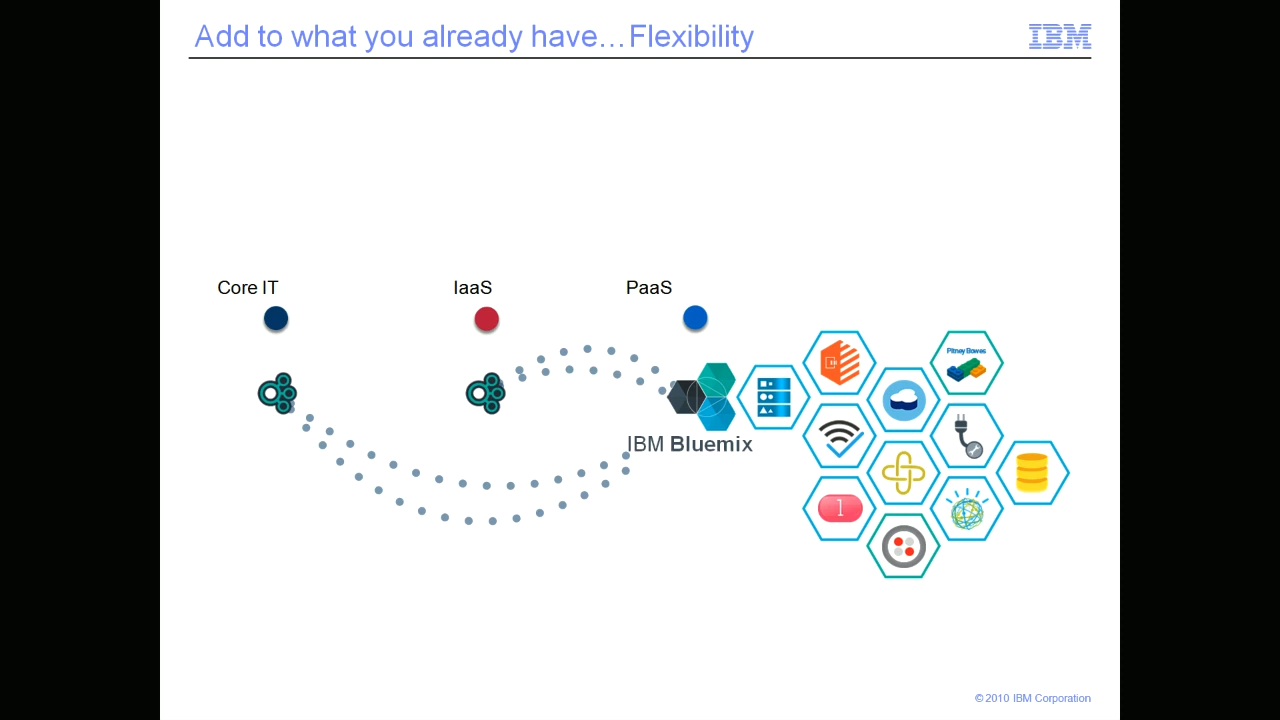 Add to what you already have…Flexibility
IBM
Core IT
IaaS
PaaS
Pitney Bowes
IBM Bluemix
1
© 2010 IBM Corporation